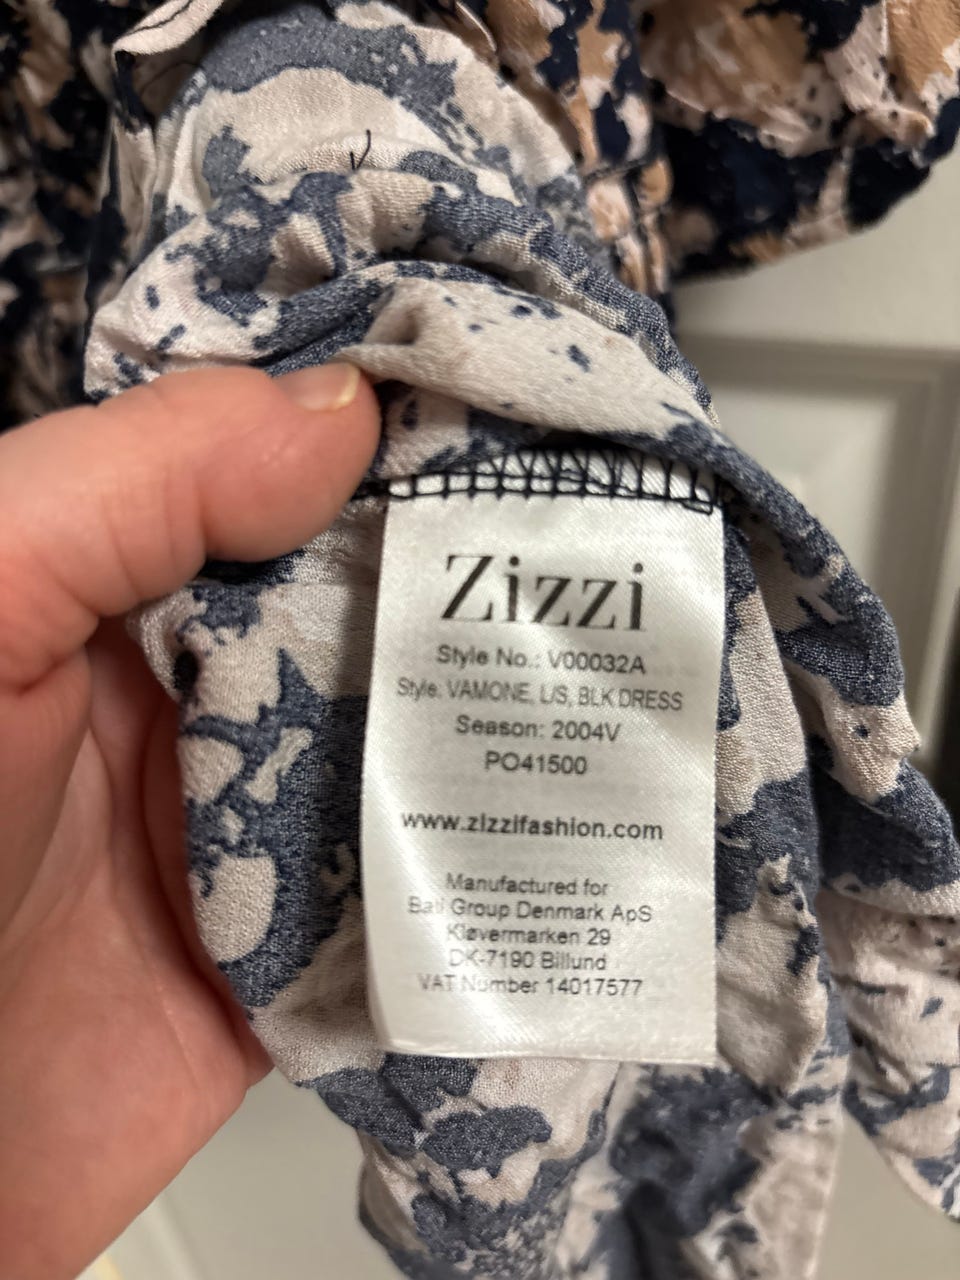 Zizzi
Style No.: V00032A
Style: VAMONE, L/S, BLK DRESS
Season: 2004V
PO41500
www.zizzifashion.com
Manufactured for
Bati Group Denmark ApS
Kløvermarken 29
DK-7190 Billund
VAT Number 14017577